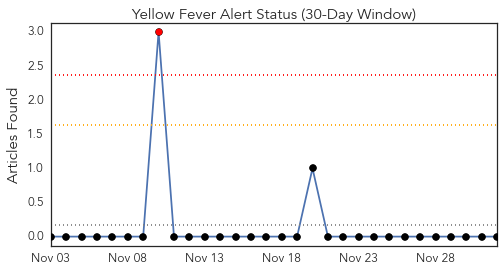 Yellow Fever Alert Status (30-Day Window)
3.0
2.5
2.0
1.5
1.0
0.5
0.0
Articles Found
Nov 03 Nov 08 Nov 13 Nov 18 Nov 23 Nov 28